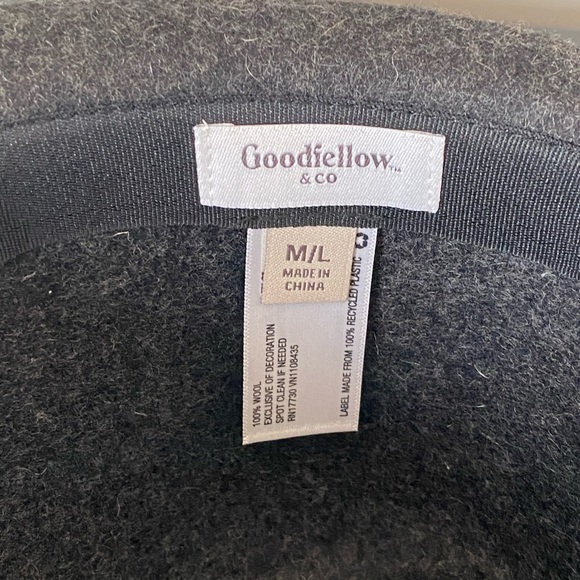 Goodfellow™
& CO
M/L
MADE IN
CHINA
100% WOOL
EXCLUSIVE OF DECORATION
SPOT CLEAN IF NEEDED
RN17730 VN1108435
LABEL MADE FROM 100% RECYCLED PLASTIC